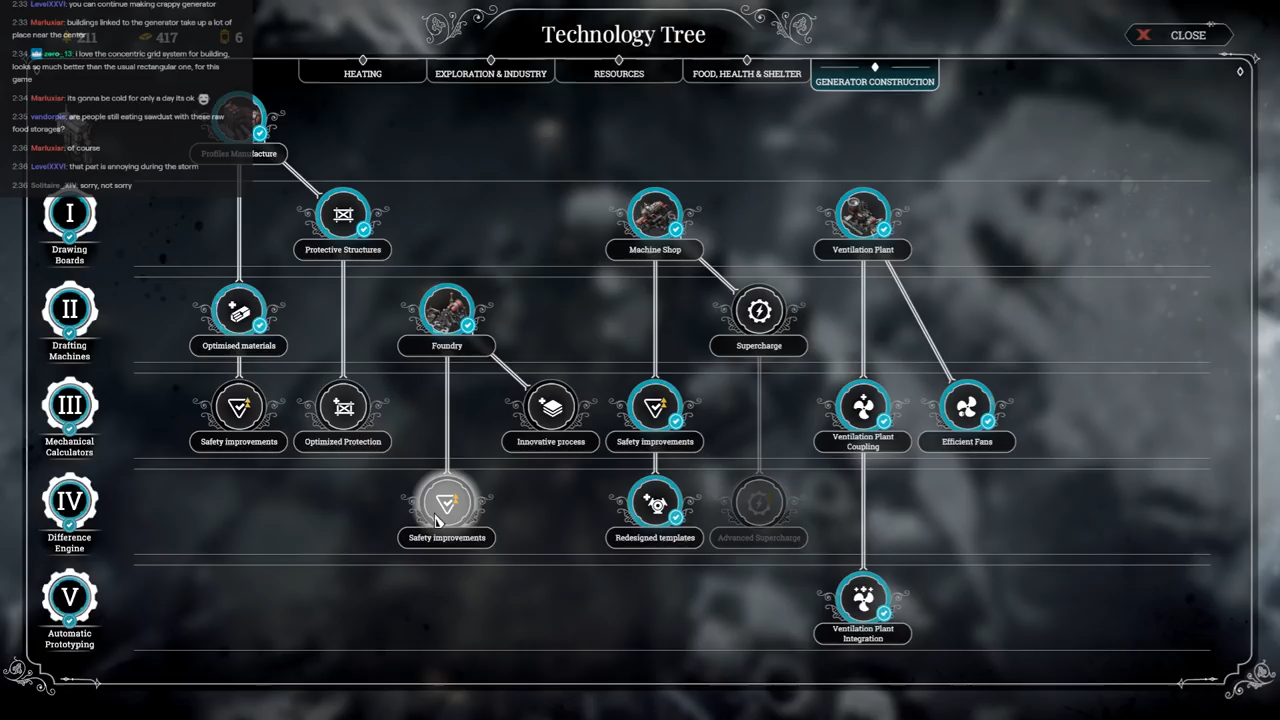 2:33 LevelXXVI: you can continue making crappy generator
2:33 Marluxiar: buildings linked to the generator take up a lot of
place near the center
211
417
6
2:34 zero_13: i love the concentric grid system for building,
looks so much better than the usual rectangular one, for this
game
2:34 Marluxiar: its gonna be cold for only a day its ok
2:35 vandorpie: are people still eating sawdust with these raw
food storages?
2:36 Marluxiar: of course
2:36 LevelXXVI: that part is annoying during the storm
2:36 Solitaire_XIV: sorry, not sorry
Technology Tree
CLOSE
HEATING
EXPLORATION & INDUSTRY
RESOURCES
FOOD, HEALTH & SHELTER
GENERATOR CONSTRUCTION
Profiles Manufacture
I
Drawing
Boards
Protective Structures
Machine Shop
Ventilation Plant
II
Drafting
Machines
Optimised materials
Foundry
Supercharge
III
Mechanical
Calculators
Safety improvements
Optimized Protection
Innovative process
Safety improvements
Ventilation Plant
Coupling
Efficient Fans
IV
Difference
Engine
Safety improvements
Redesigned templates
Advanced Supercharge
V
Automatic
Prototyping
Ventilation Plant
Integration